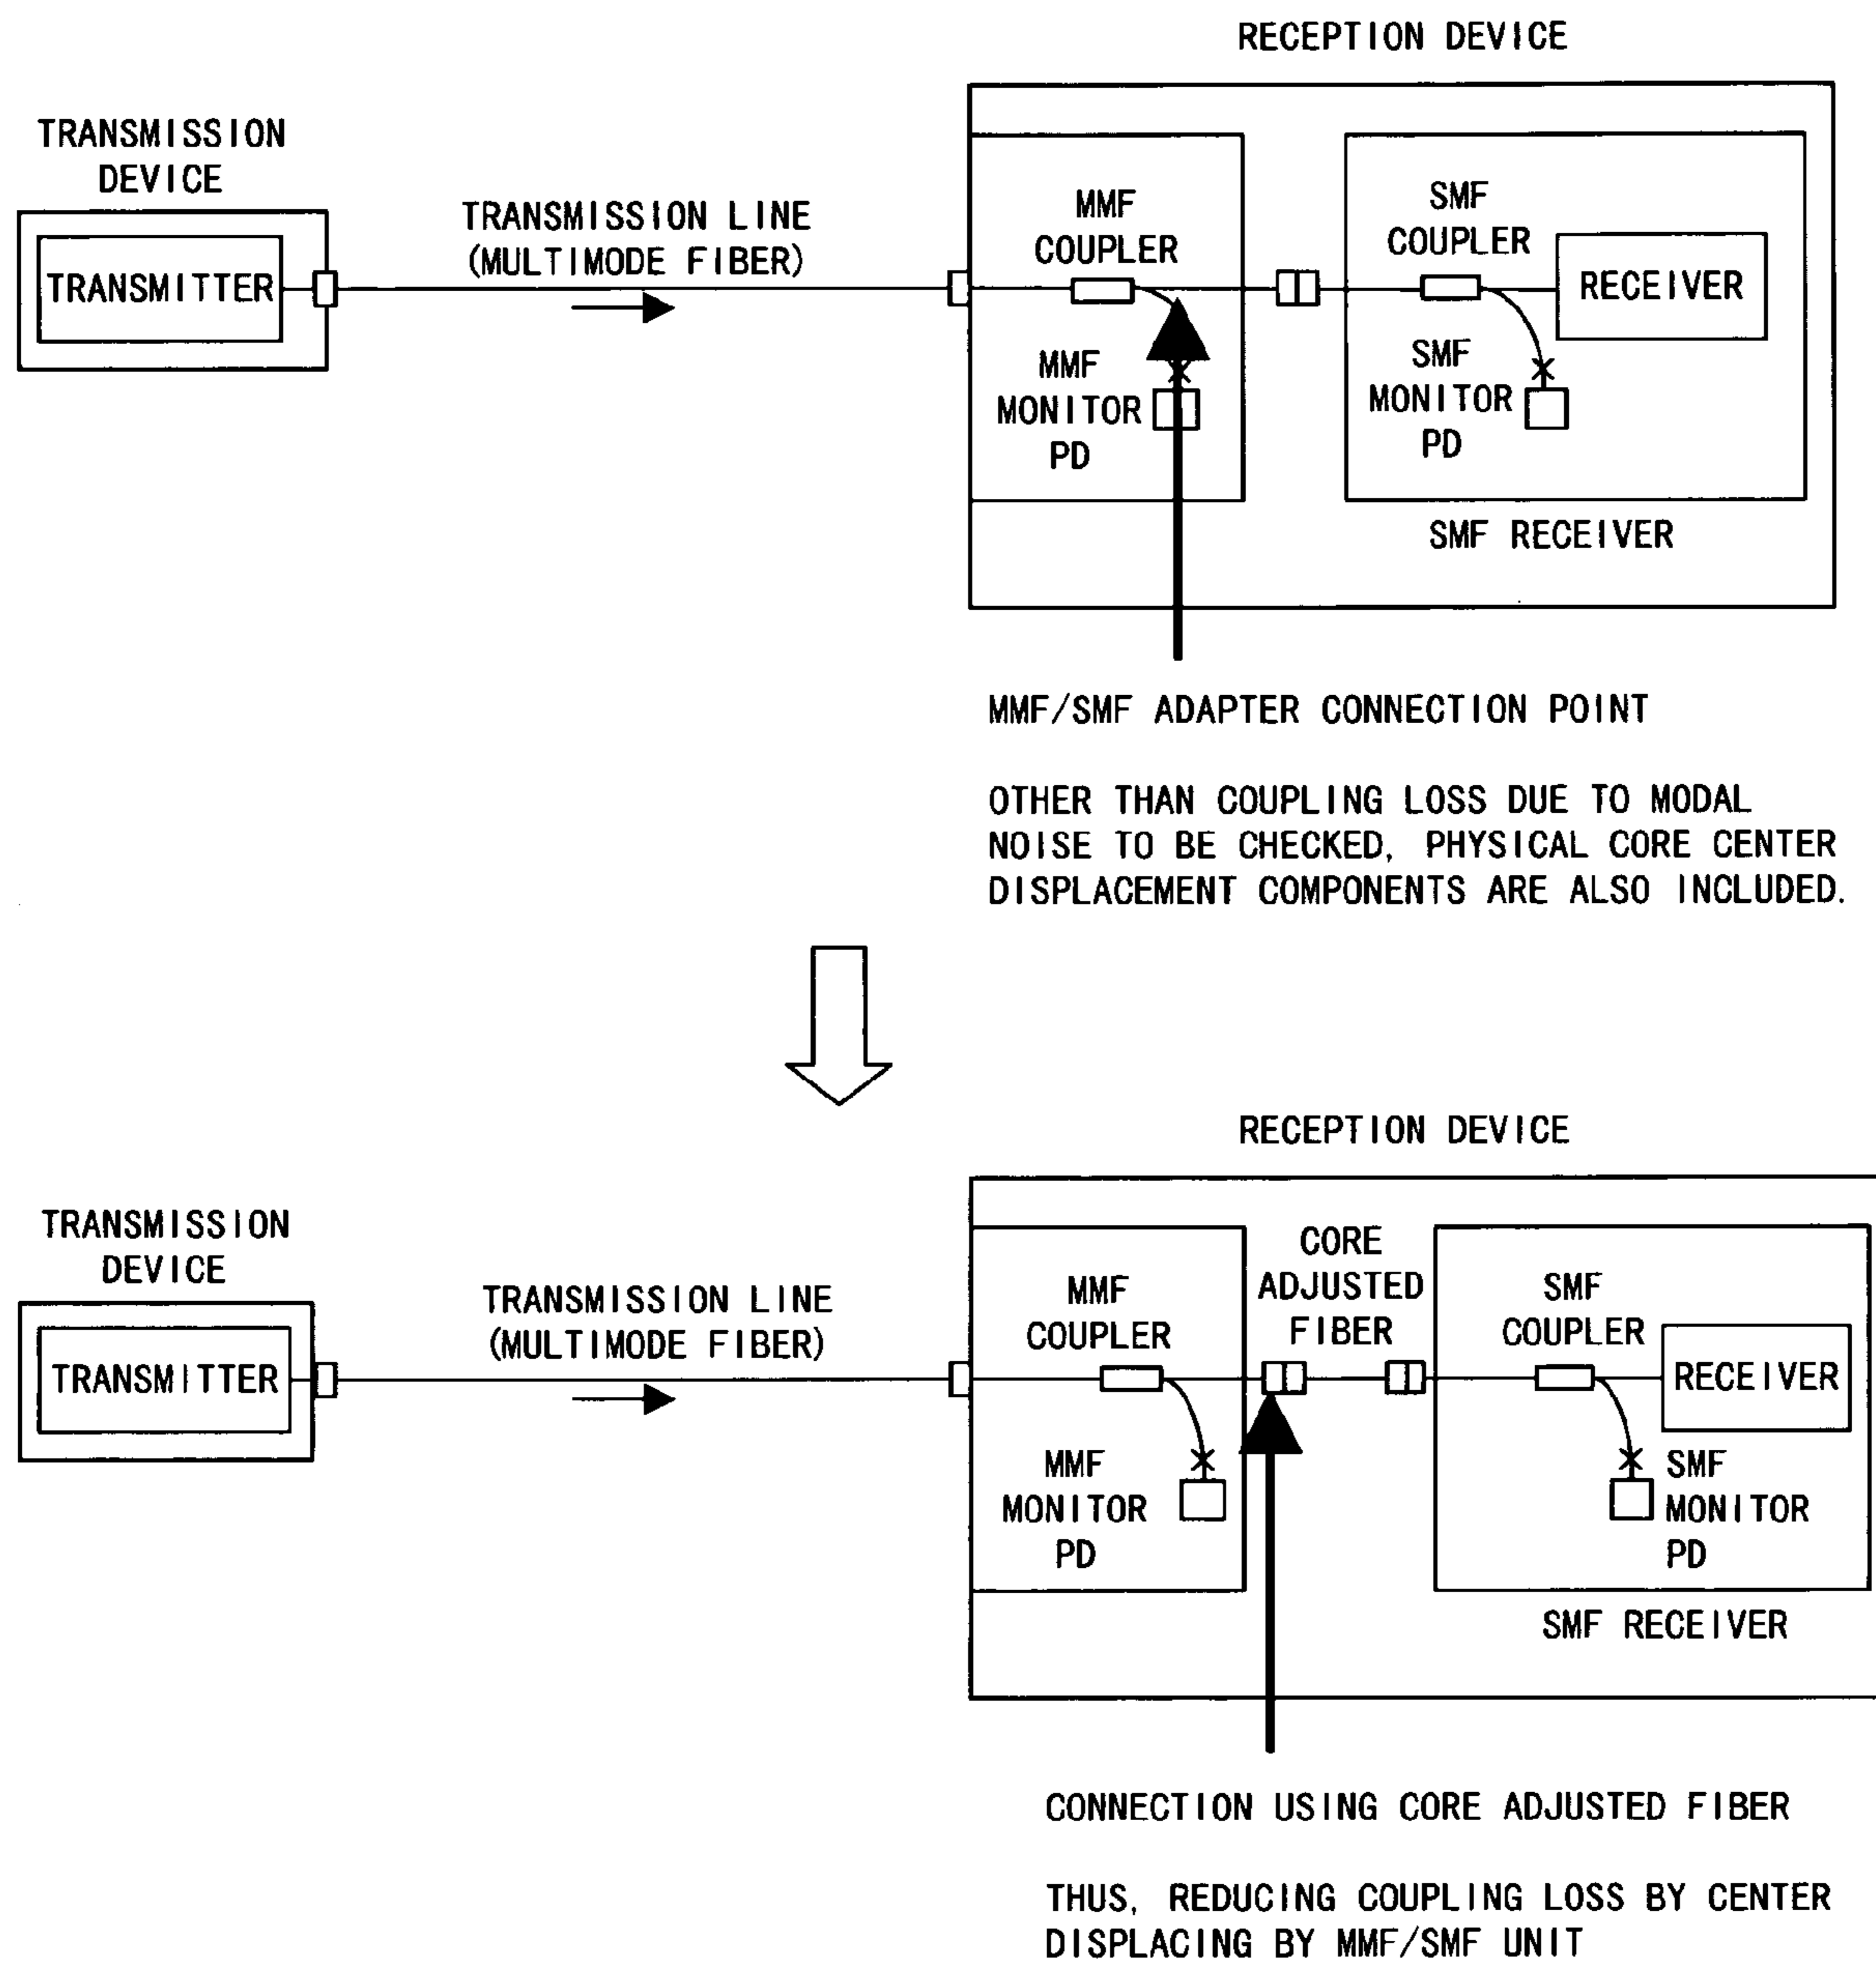 RECEPTION DEVICE
TRANSMISSION
DEVICE
TRANSMITTER
TRANSMISSION LINE
(MULTIMODE FIBER)
MMF
COUPLER
MMF
MONITOR
PD
SMF
COUPLER
RECEIVER
SMF
MONITOR
PD
SMF RECEIVER
MMF/SMF ADAPTER CONNECTION POINT
OTHER THAN COUPLING LOSS DUE TO MODAL
NOISE TO BE CHECKED, PHYSICAL CORE CENTER
DISPLACEMENT COMPONENTS ARE ALSO INCLUDED.
RECEPTION DEVICE
TRANSMISSION
DEVICE
TRANSMITTER
TRANSMISSION LINE
(MULTIMODE FIBER)
MMF
COUPLER
MMF
MONITOR
PD
CORE
ADJUSTED
FIBER
SMF
COUPLER
RECEIVER
SMF
MONITOR
PD
SMF RECEIVER
CONNECTION USING CORE ADJUSTED FIBER
THUS, REDUCING COUPLING LOSS BY CENTER
DISPLACING BY MMF/SMF UNIT